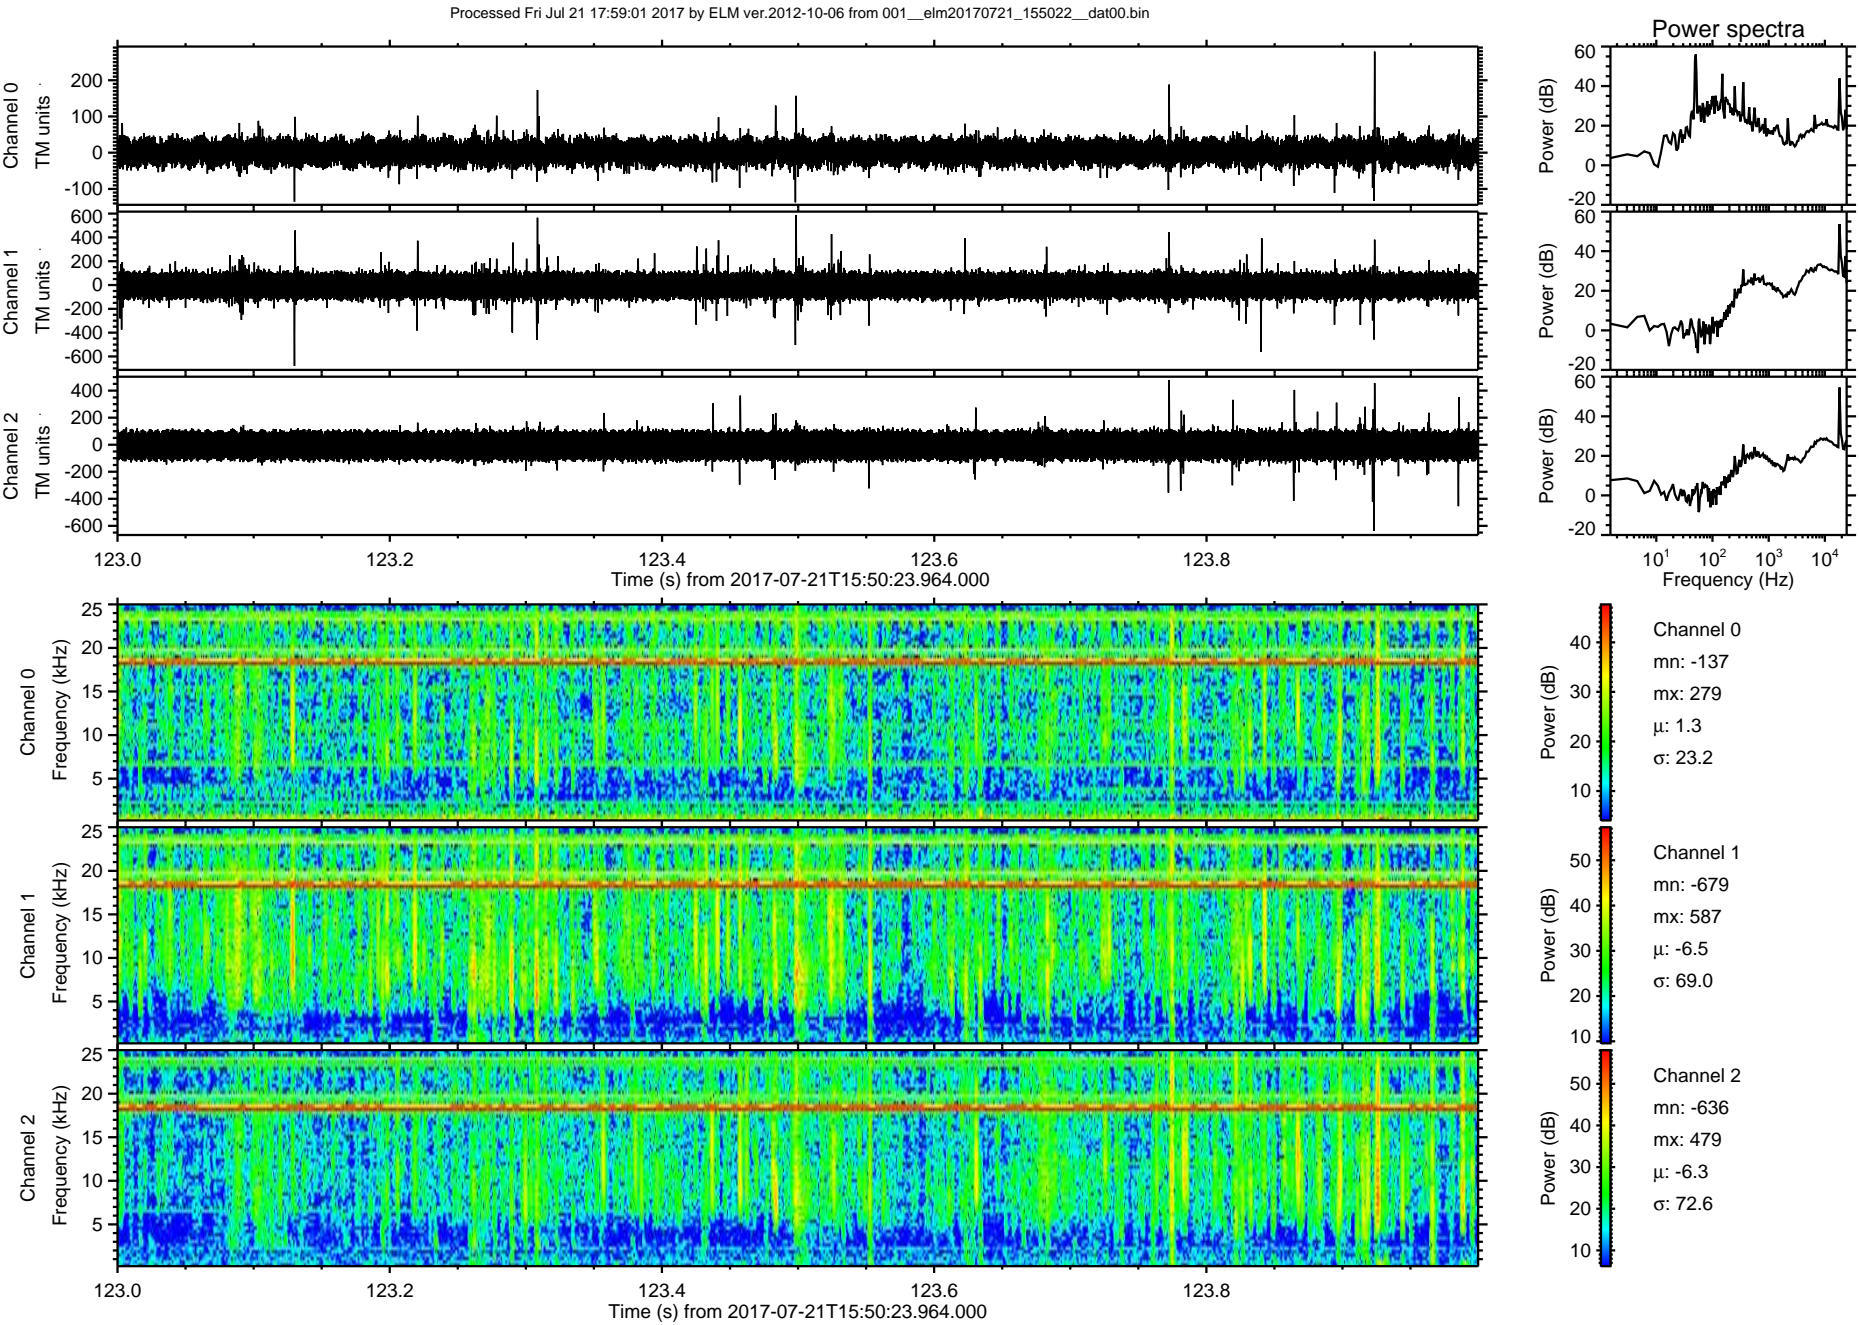 Processed Fri Jul 21 17:59:01 2017 by ELM ver.2012-10-06 from 001__elm20170721_155022__dat00.bin
Power spectra
Channel 0
TM units
200
100
0
-100
Power (dB)
60
40
20
0
-20
Channel 1
TM units
600
400
200
0
-200
-400
-600
Power (dB)
60
40
20
0
-20
Channel 2
TM units
400
200
0
-200
-400
-600
Power (dB)
60
40
20
0
-20
123.0 123.2 123.4 123.6 123.8
Time (s) from 2017-07-21T15:50:23.964.000
10¹ 10² 10³ 10⁴
Frequency (Hz)
Channel 0
Frequency (kHz)
25
20
15
10
5
Power (dB)
40
30
20
10
Channel 0
mn: -137
mx: 279
μ: 1.3
σ: 23.2
Channel 1
Frequency (kHz)
25
20
15
10
5
Power (dB)
50
40
30
20
10
Channel 1
mn: -679
mx: 587
μ: -6.5
σ: 69.0
Channel 2
Frequency (kHz)
25
20
15
10
5
Power (dB)
50
40
30
20
10
Channel 2
mn: -636
mx: 479
μ: -6.3
σ: 72.6
123.0 123.2 123.4 123.6 123.8
Time (s) from 2017-07-21T15:50:23.964.000